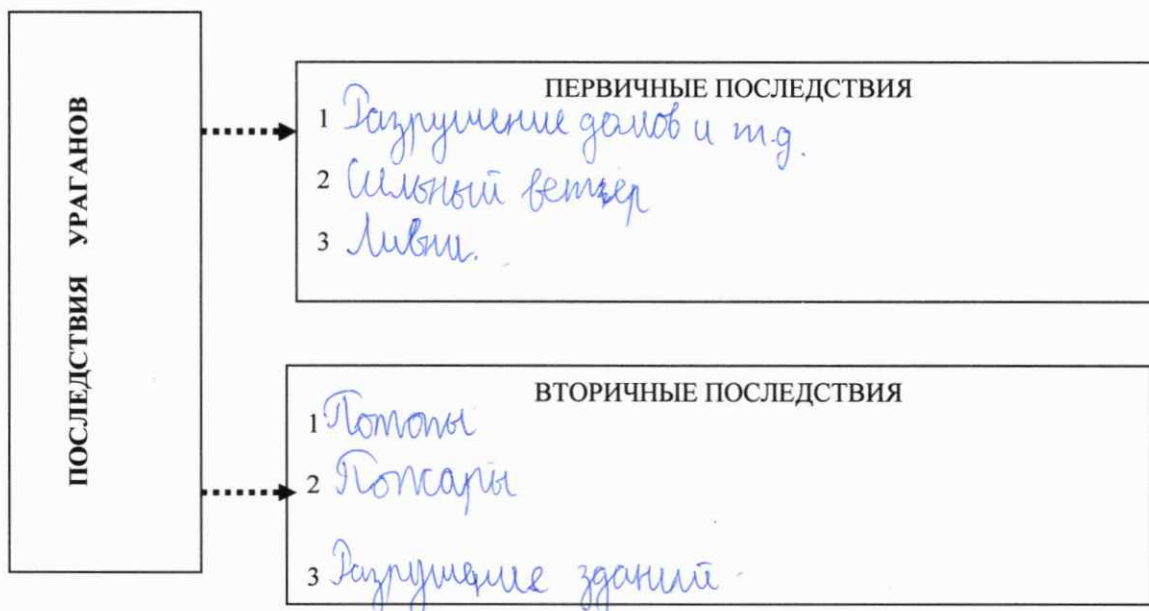 ПОСЛЕДСТВИЯ УРАГАНОВ
ПЕРВИЧНЫЕ ПОСЛЕДСТВИЯ
1 Разрушение домов и т.д.
2 Сильный ветер
3 Ливни.
ВТОРИЧНЫЕ ПОСЛЕДСТВИЯ
1 Потопы
2 Пожары
3 Разрушение зданий